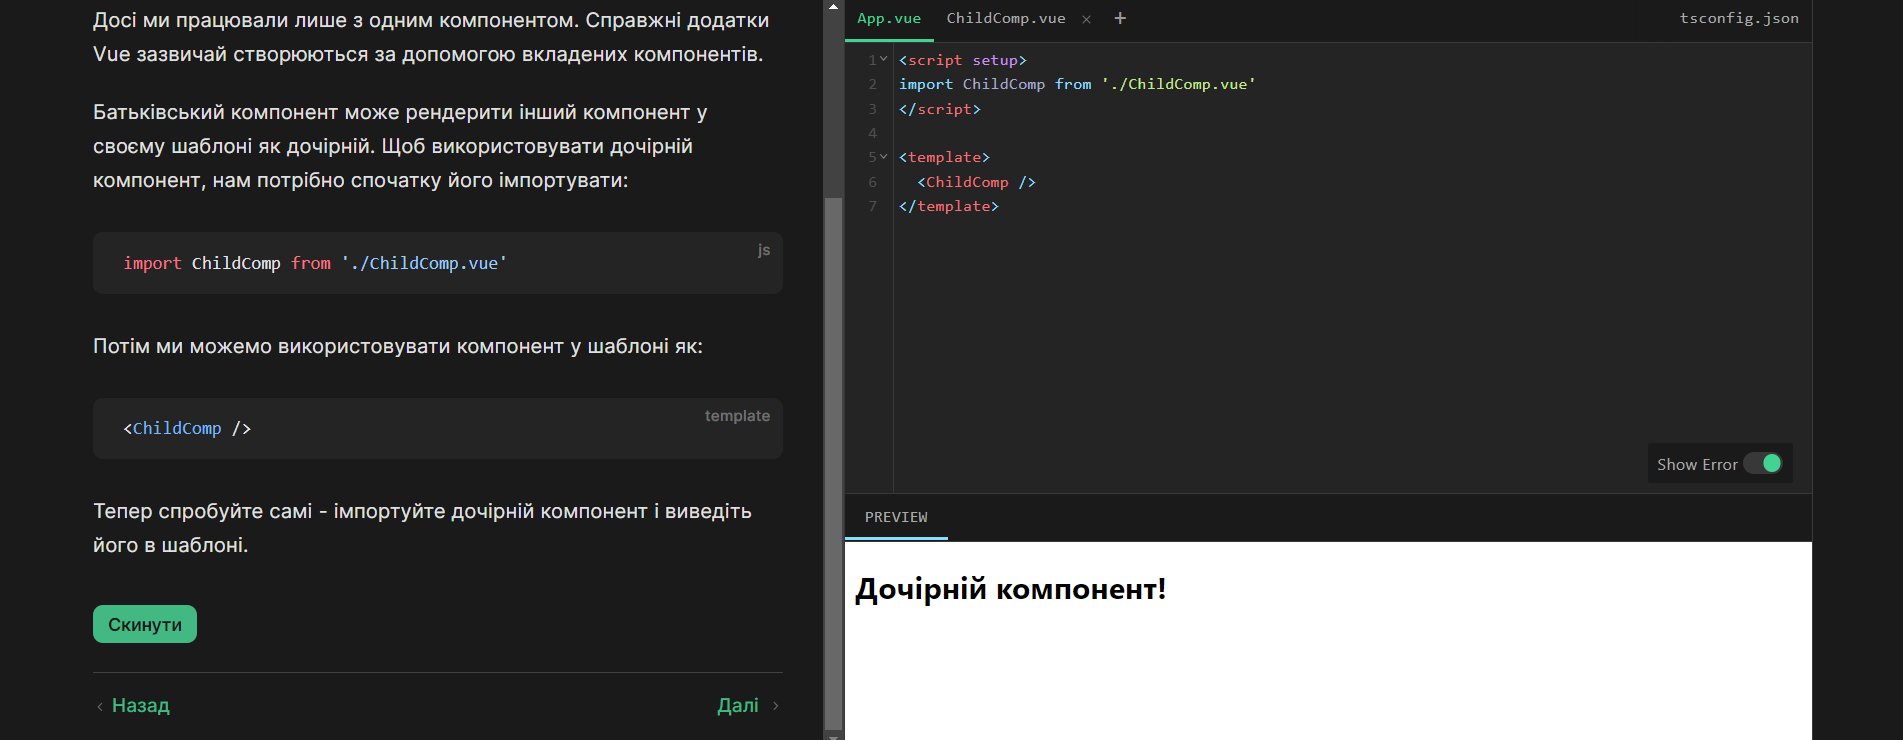 Досі ми працювали лише з одним компонентом. Справжні додатки
Vue зазвичай створюються за допомогою вкладених компонентів.
Батьківський компонент може рендерити інший компонент у
своєму шаблоні як дочірній. Щоб використовувати дочірній
компонент, нам потрібно спочатку його імпортувати:
js
import ChildComp from './ChildComp.vue'
Потім ми можемо використовувати компонент у шаблоні як:
template
<ChildComp />
Тепер спробуйте самі - імпортуйте дочірній компонент і виведіть
його в шаблоні.
Скинути
‹ Назад
Далі ›
App.vue ChildComp.vue × + tsconfig.json
1 <script setup>
2 import ChildComp from './ChildComp.vue'
3 </script>
4
5 <template>
6 <ChildComp />
7 </template>
Show Error
PREVIEW
Дочірній компонент!